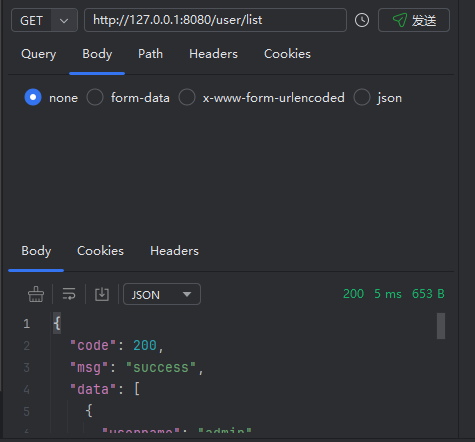 GET http://127.0.0.1:8080/user/list 发送
Query Body Path Headers Cookies
none form-data x-www-form-urlencoded json
Body Cookies Headers
JSON 200 5 ms 653 B
1 {
2 "code": 200,
3 "msg": "success",
4 "data": [
5 {
6 "username": "admin"